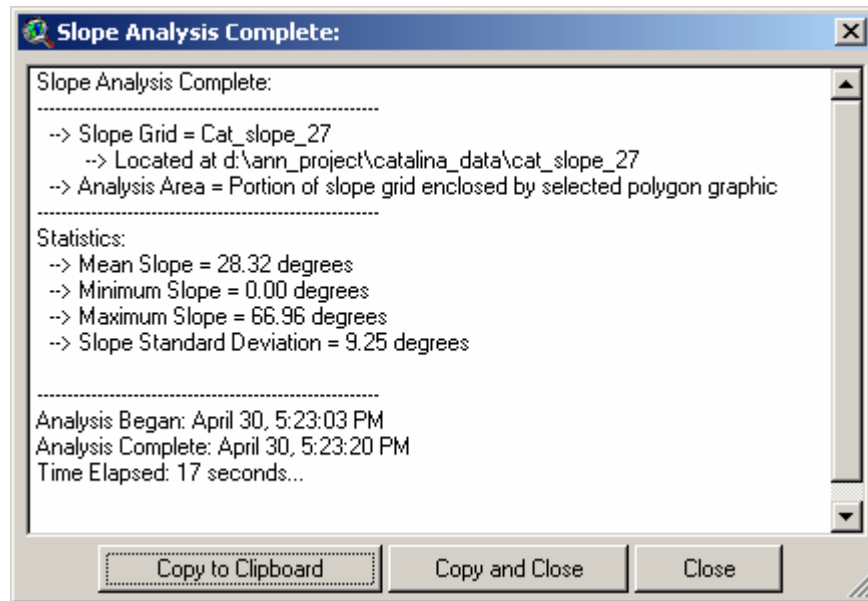 Slope Analysis Complete:
Slope Analysis Complete:
---------------------------------------------------------
--> Slope Grid = Cat_slope_27
--> Located at d:\ann_project\catalina_data\cat_slope_27
--> Analysis Area = Portion of slope grid enclosed by selected polygon graphic
---------------------------------------------------------
Statistics:
--> Mean Slope = 28.32 degrees
--> Minimum Slope = 0.00 degrees
--> Maximum Slope = 66.96 degrees
--> Slope Standard Deviation = 9.25 degrees
---------------------------------------------------------
Analysis Began: April 30, 5:23:03 PM
Analysis Complete: April 30, 5:23:20 PM
Time Elapsed: 17 seconds...
Copy to Clipboard Copy and Close Close